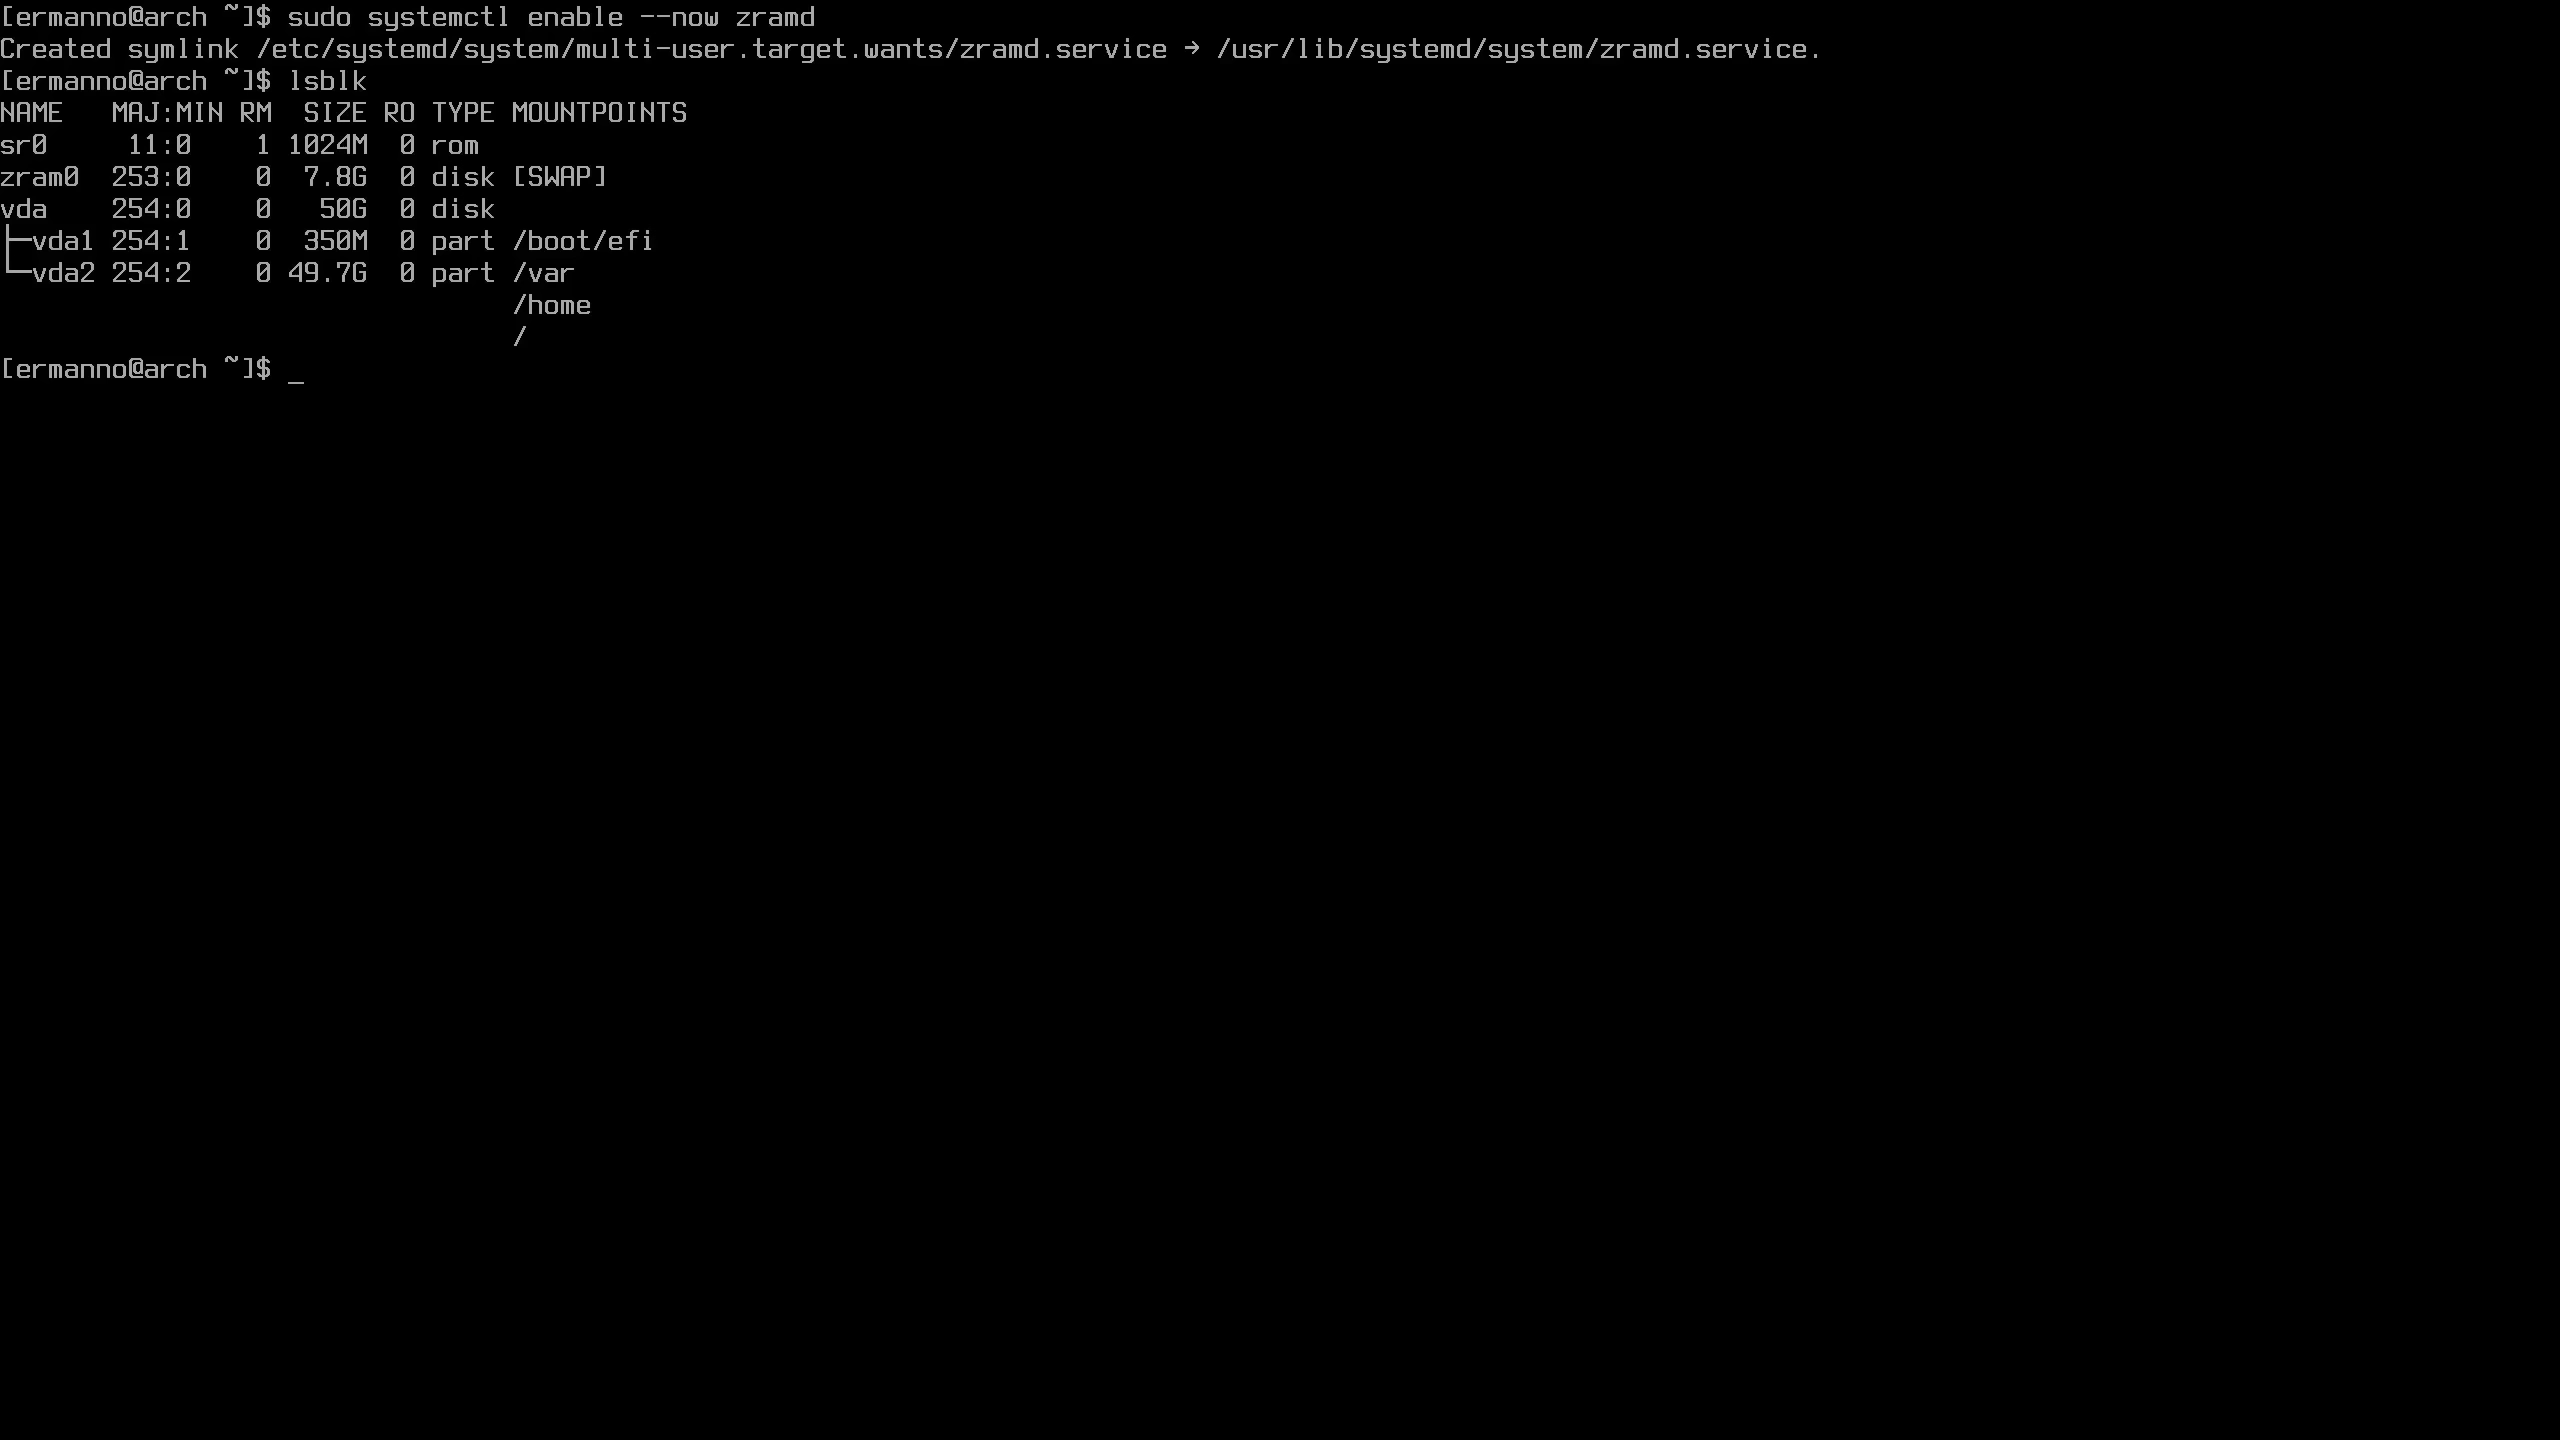 [ermanno@arch ~]$ sudo systemctl enable --now zramd
Created symlink /etc/systemd/system/multi-user.target.wants/zramd.service → /usr/lib/systemd/system/zramd.service.
[ermanno@arch ~]$ lsblk
NAME   MAJ:MIN RM  SIZE RO TYPE MOUNTPOINTS
sr0     11:0    1 1024M  0 rom
zram0  253:0    0  7.8G  0 disk [SWAP]
vda    254:0    0   50G  0 disk
├─vda1 254:1    0  350M  0 part /boot/efi
└─vda2 254:2    0 49.7G  0 part /var
                                /home
                                /
[ermanno@arch ~]$ _